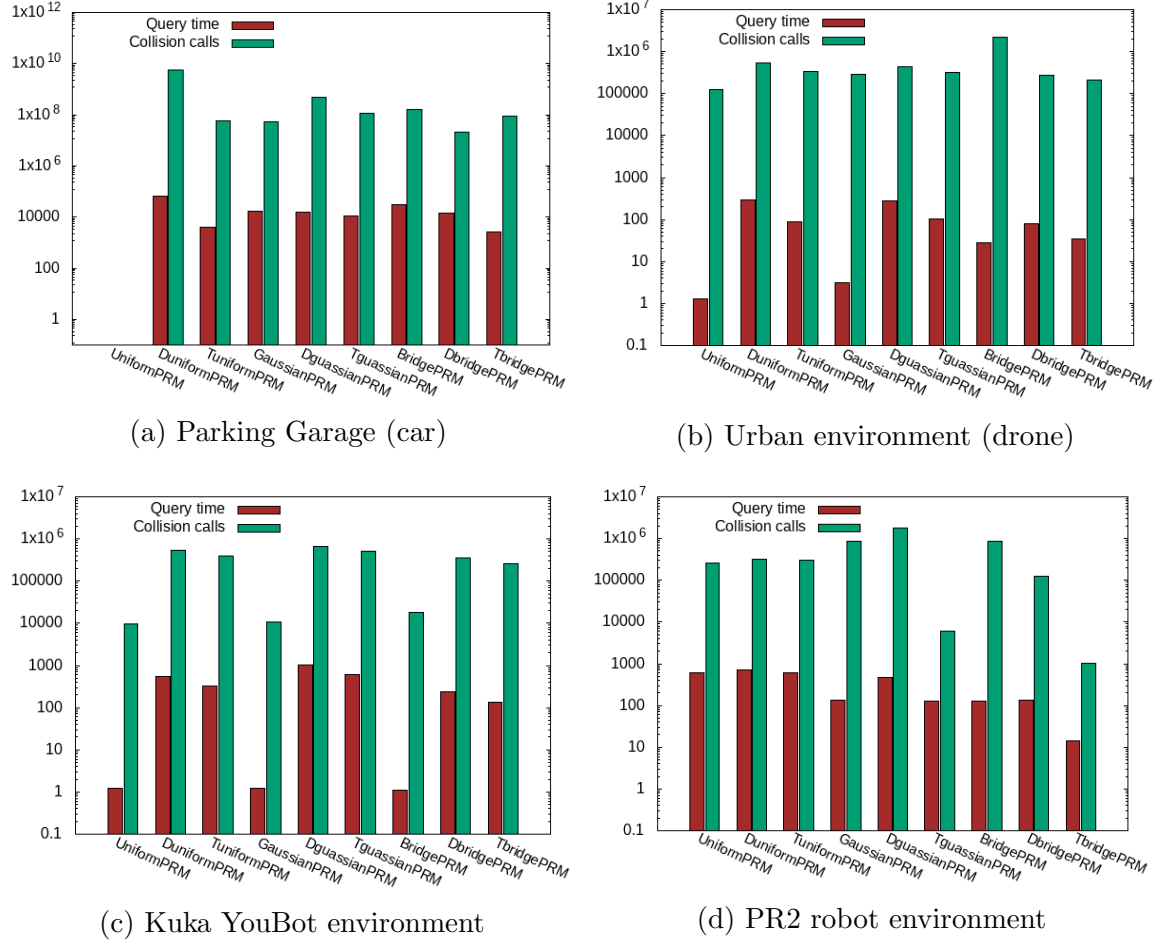 1x10^12
1x10^10
1x10^8
1x10^6
10000
100
1
Query time
Collision calls
UniformPRM
DuniformPRM
TuniformPRM
GaussianPRM
DguassianPRM
TguassianPRM
BridgePRM
DbridgePRM
TbridgePRM
(a) Parking Garage (car)
1x10^7
1x10^6
100000
10000
1000
100
10
1
0.1
Query time
Collision calls
UniformPRM
DuniformPRM
TuniformPRM
GaussianPRM
DguassianPRM
TguassianPRM
BridgePRM
DbridgePRM
TbridgePRM
(b) Urban environment (drone)
1x10^7
1x10^6
100000
10000
1000
100
10
1
0.1
Query time
Collision calls
UniformPRM
DuniformPRM
TuniformPRM
GaussianPRM
DguassianPRM
TguassianPRM
BridgePRM
DbridgePRM
TbridgePRM
(c) Kuka YouBot environment
1x10^7
1x10^6
100000
10000
1000
100
10
1
0.1
Query time
Collision calls
UniformPRM
DuniformPRM
TuniformPRM
GaussianPRM
DguassianPRM
TguassianPRM
BridgePRM
DbridgePRM
TbridgePRM
(d) PR2 robot environment